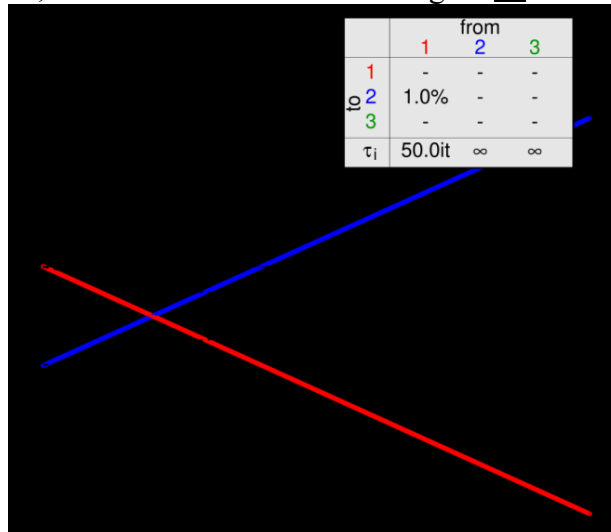 from
1 2 3
to
1 - - -
2 1.0% - -
3 - - -
τi 50.0it ∞ ∞